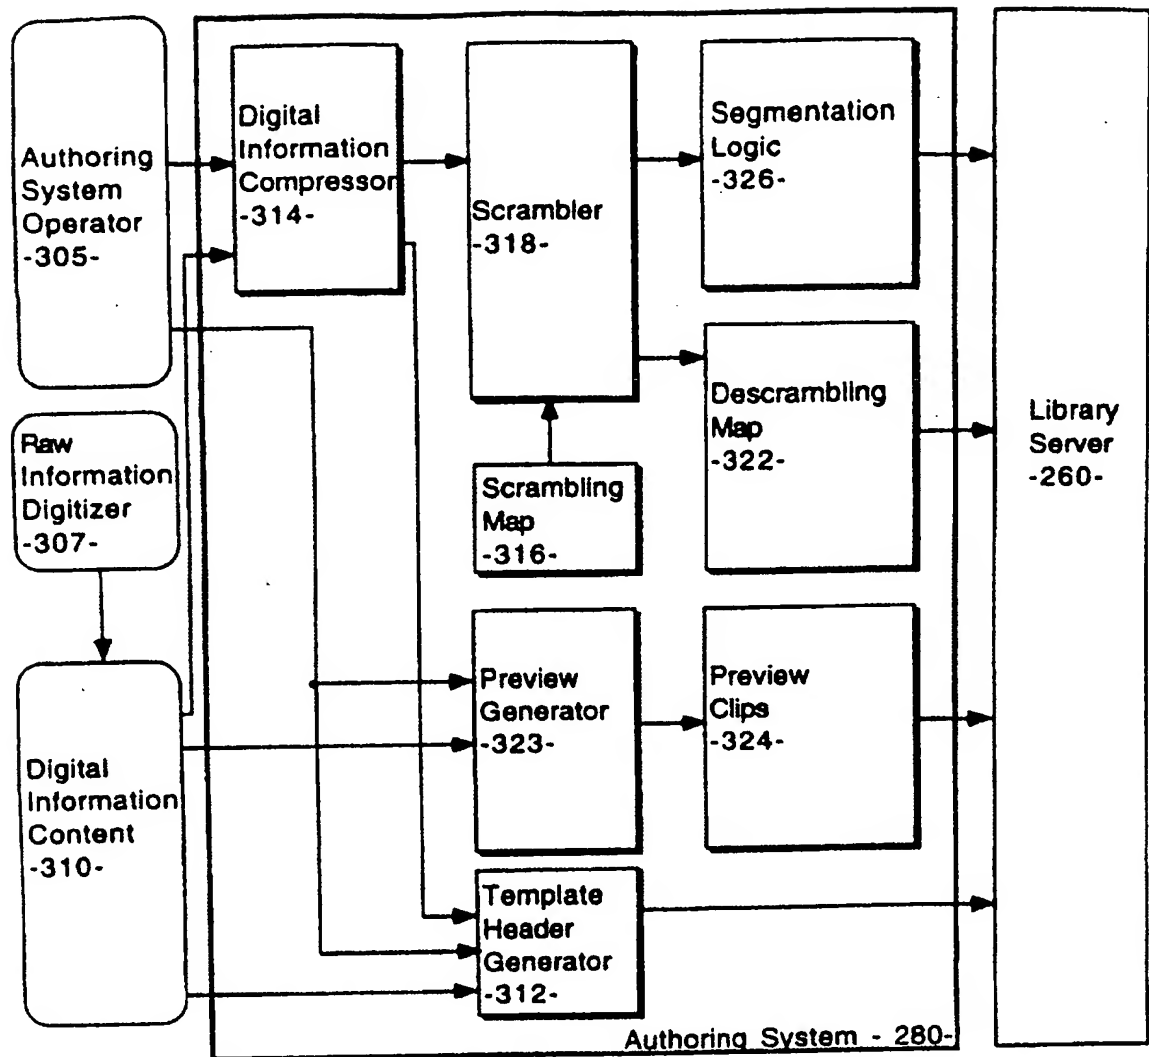 Authoring
System
Operator
-305-
Raw
Information
Digitizer
-307-
Digital
Information
Content
-310-
Digital
Information
Compressor
-314-
Scrambler
-318-
Scrambling
Map
-316-
Segmentation
Logic
-326-
Descrambling
Map
-322-
Preview
Generator
-323-
Preview
Clips
-324-
Template
Header
Generator
-312-
Authoring System - 280-
Library
Server
-260-